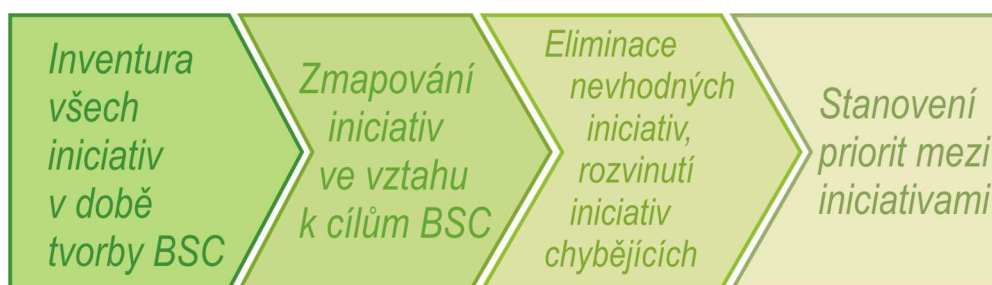 Inventura
všech
iniciativ
v době
tvorby BSC
Zmapování
iniciativ
ve vztahu
k cílům BSC
Eliminace
nevhodných
iniciativ,
rozvinutí
iniciativ
chybějících
Stanovení
priorit mezi
iniciativami